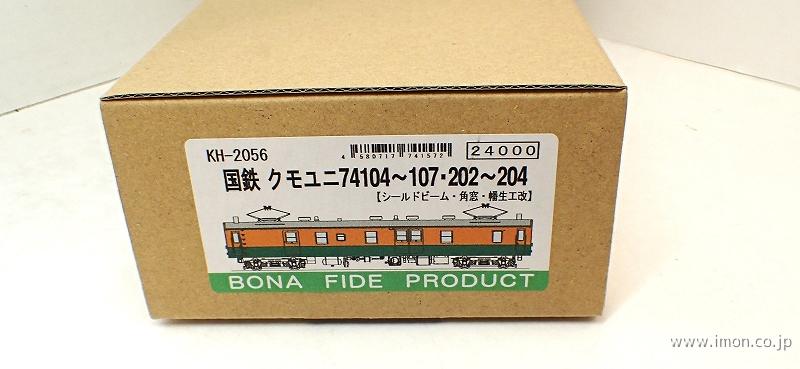 KH-2056
4 580717 741572
24000
国鉄 クモユニ74104～107・202～204
【シールドビーム・角窓・幡生工改】
BONA FIDE PRODUCT
www.imon.co.jp